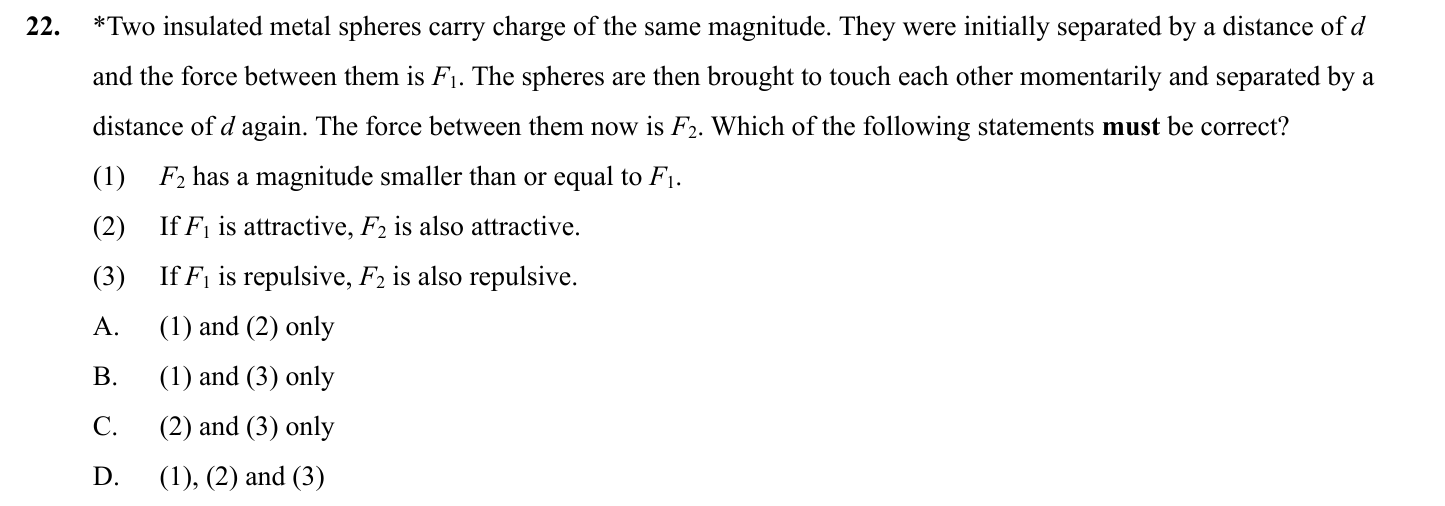 22. *Two insulated metal spheres carry charge of the same magnitude. They were initially separated by a distance of d
and the force between them is F₁. The spheres are then brought to touch each other momentarily and separated by a
distance of d again. The force between them now is F₂. Which of the following statements must be correct?
(1) F₂ has a magnitude smaller than or equal to F₁.
(2) If F₁ is attractive, F₂ is also attractive.
(3) If F₁ is repulsive, F₂ is also repulsive.
A. (1) and (2) only
B. (1) and (3) only
C. (2) and (3) only
D. (1), (2) and (3)